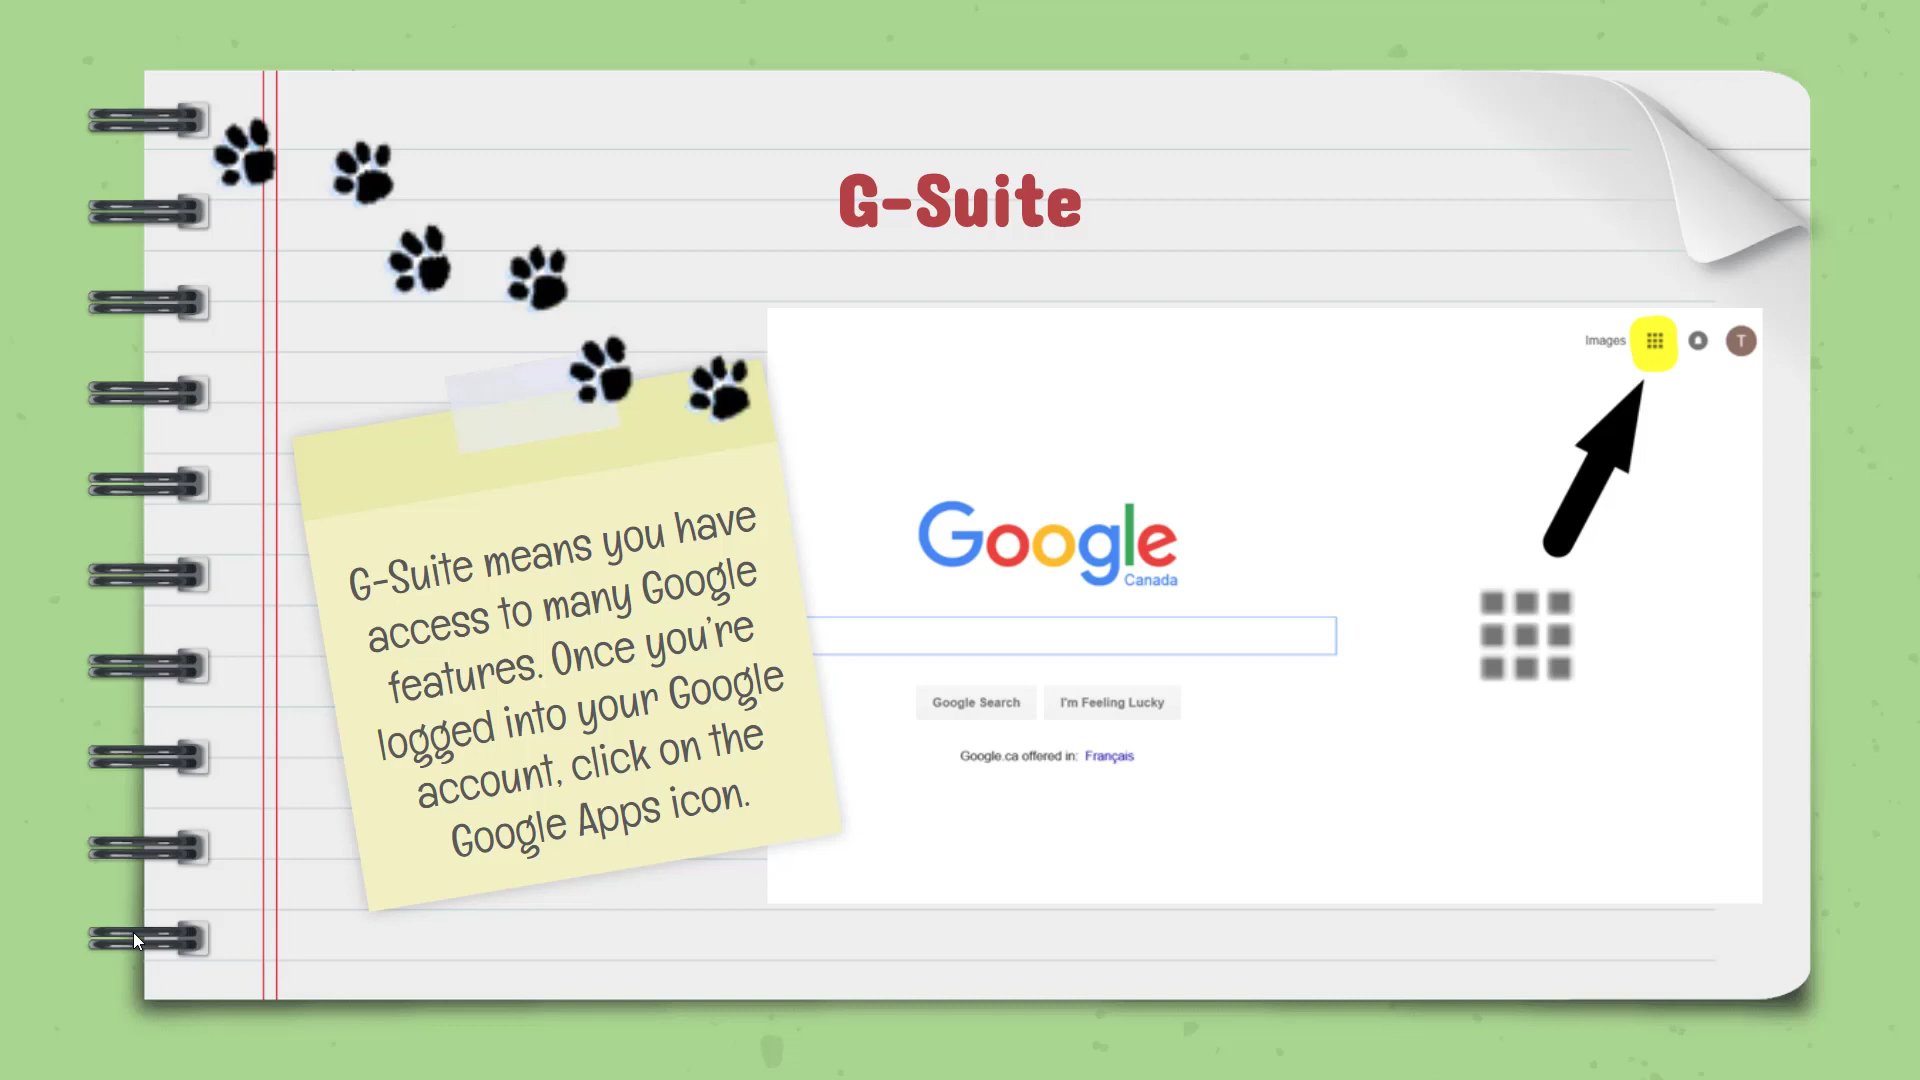 G-Suite
Images
T
G-Suite means you have
access to many Google
features. Once you're
logged into your Google
account, click on the
Google Apps icon.
Google
Canada
Google Search I'm Feeling Lucky
Google.ca offered in: Français